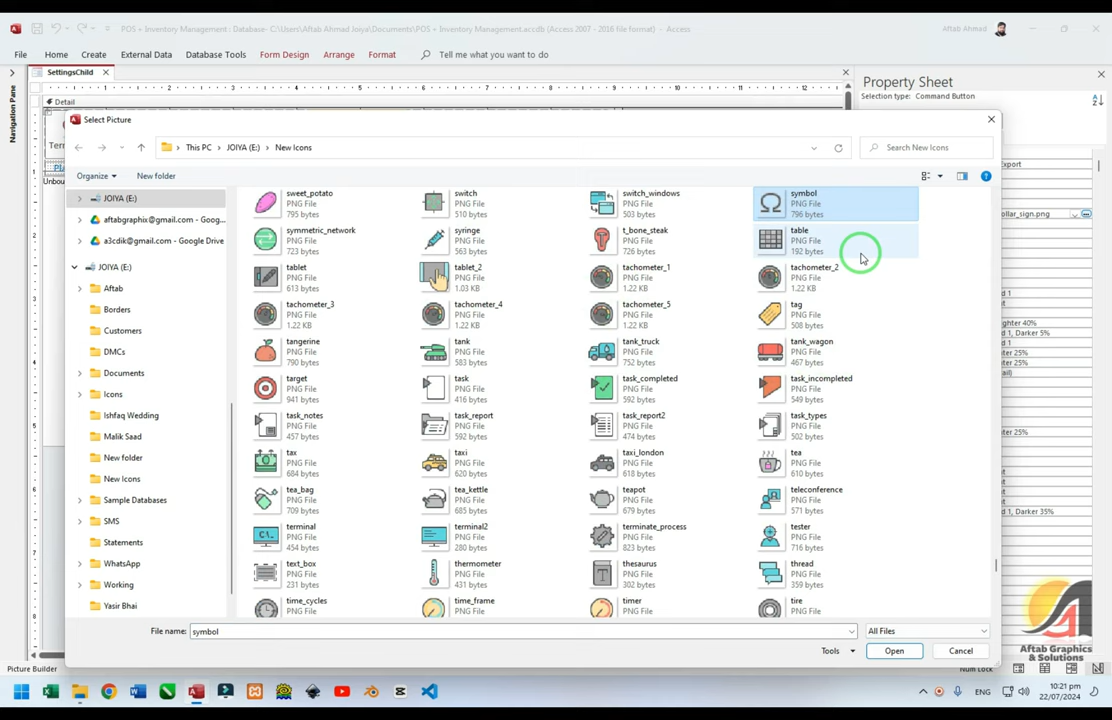 POS + Inventory Management : Database- C:\Users\Aftab Ahmad Joiya\Documents\POS + Inventory Management.accdb (Access 2007 - 2016 file format) - Access
Aftab Ahmad
File Home Create External Data Database Tools Form Design Arrange Format Tell me what you want to do
SettingsChild
Property Sheet
Selection type: Command Button
Detail
Navigation Pane
Select Picture
This PC JOIYA (E:) New Icons
Search New Icons
Organize New folder
JOIYA (E:)
aftabgraphix@gmail.com - Goog...
a3cdik@gmail.com - Google Drive
JOIYA (E:)
Aftab
Borders
Customers
DMCs
Documents
Icons
Ishfaq Wedding
Malik Saad
New folder
New Icons
Sample Databases
SMS
Statements
WhatsApp
Working
Yasir Bhai
sweet_potato
PNG File
795 bytes
switch
PNG File
510 bytes
switch_windows
PNG File
503 bytes
symbol
PNG File
796 bytes
symmetric_network
PNG File
723 bytes
syringe
PNG File
563 bytes
t_bone_steak
PNG File
726 bytes
table
PNG File
192 bytes
tablet
PNG File
613 bytes
tablet_2
PNG File
1.03 KB
tachometer_1
PNG File
1.22 KB
tachometer_2
PNG File
1.22 KB
tachometer_3
PNG File
1.22 KB
tachometer_4
PNG File
1.22 KB
tachometer_5
PNG File
1.22 KB
tag
PNG File
508 bytes
tangerine
PNG File
790 bytes
tank
PNG File
583 bytes
tank_truck
PNG File
752 bytes
tank_wagon
PNG File
467 bytes
target
PNG File
941 bytes
task
PNG File
416 bytes
task_completed
PNG File
592 bytes
task_incompleted
PNG File
549 bytes
task_notes
PNG File
457 bytes
task_report
PNG File
592 bytes
task_report2
PNG File
474 bytes
task_types
PNG File
502 bytes
tax
PNG File
684 bytes
taxi
PNG File
620 bytes
taxi_london
PNG File
618 bytes
tea
PNG File
610 bytes
tea_bag
PNG File
709 bytes
tea_kettle
PNG File
685 bytes
teapot
PNG File
679 bytes
teleconference
PNG File
571 bytes
terminal
PNG File
454 bytes
terminal2
PNG File
280 bytes
terminate_process
PNG File
823 bytes
tester
PNG File
716 bytes
text_box
PNG File
231 bytes
thermometer
PNG File
431 bytes
thesaurus
PNG File
302 bytes
thread
PNG File
359 bytes
time_cycles
PNG File
time_frame
PNG File
timer
PNG File
tire
PNG File
File name: symbol
All Files
Tools Open Cancel
Export
ollar_sign.png
Aftab Graphics
& Solutions
Picture Builder
Num Lock
ENG
10:21 pm
22/07/2024